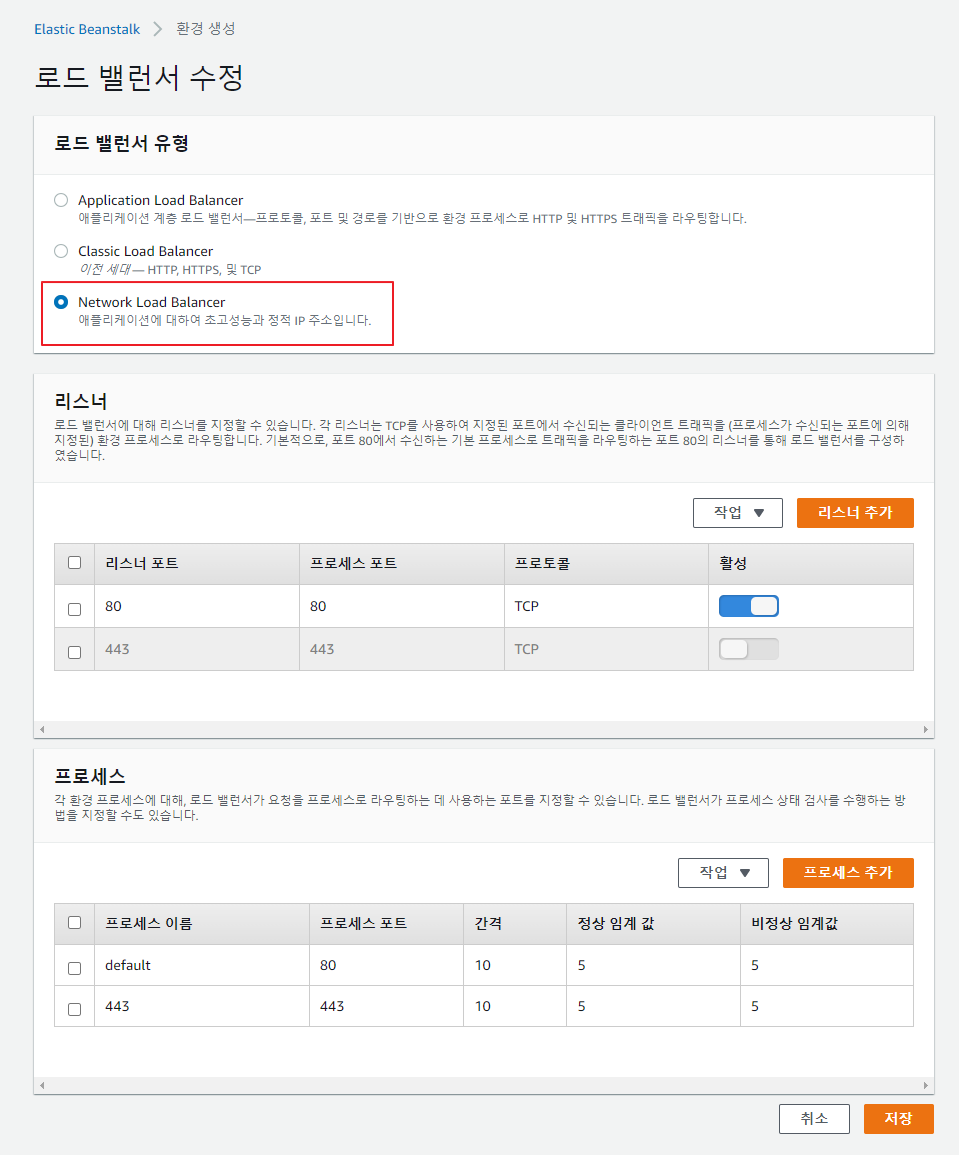 Elastic Beanstalk > 환경 생성
로드 밸런서 수정
로드 밸런서 유형
Application Load Balancer
애플리케이션 계층 로드 밸런서—프로토콜, 포트 및 경로를 기반으로 환경 프로세스로 HTTP 및 HTTPS 트래픽을 라우팅합니다.
Classic Load Balancer
이전 세대 — HTTP, HTTPS, 및 TCP
Network Load Balancer
애플리케이션에 대하여 초고성능과 정적 IP 주소입니다.
리스너
로드 밸런서에 대해 리스너를 지정할 수 있습니다. 각 리스너는 TCP를 사용하여 지정된 포트에서 수신되는 클라이언트 트래픽을 (프로세스가 수신되는 포트에 의해
지정된) 환경 프로세스로 라우팅합니다. 기본적으로, 포트 80에서 수신하는 기본 프로세스로 트래픽을 라우팅하는 포트 80의 리스너를 통해 로드 밸런서를 구성하
였습니다.
작업 ▼ 리스너 추가
리스너 포트 프로세스 포트 프로토콜 활성
80 80 TCP
443 443 TCP
프로세스
각 환경 프로세스에 대해, 로드 밸런서가 요청을 프로세스로 라우팅하는 데 사용하는 포트를 지정할 수 있습니다. 로드 밸런서가 프로세스 상태 검사를 수행하는 방
법을 지정할 수도 있습니다.
작업 ▼ 프로세스 추가
프로세스 이름 프로세스 포트 간격 정상 임계 값 비정상 임계값
default 80 10 5 5
443 443 10 5 5
취소 저장